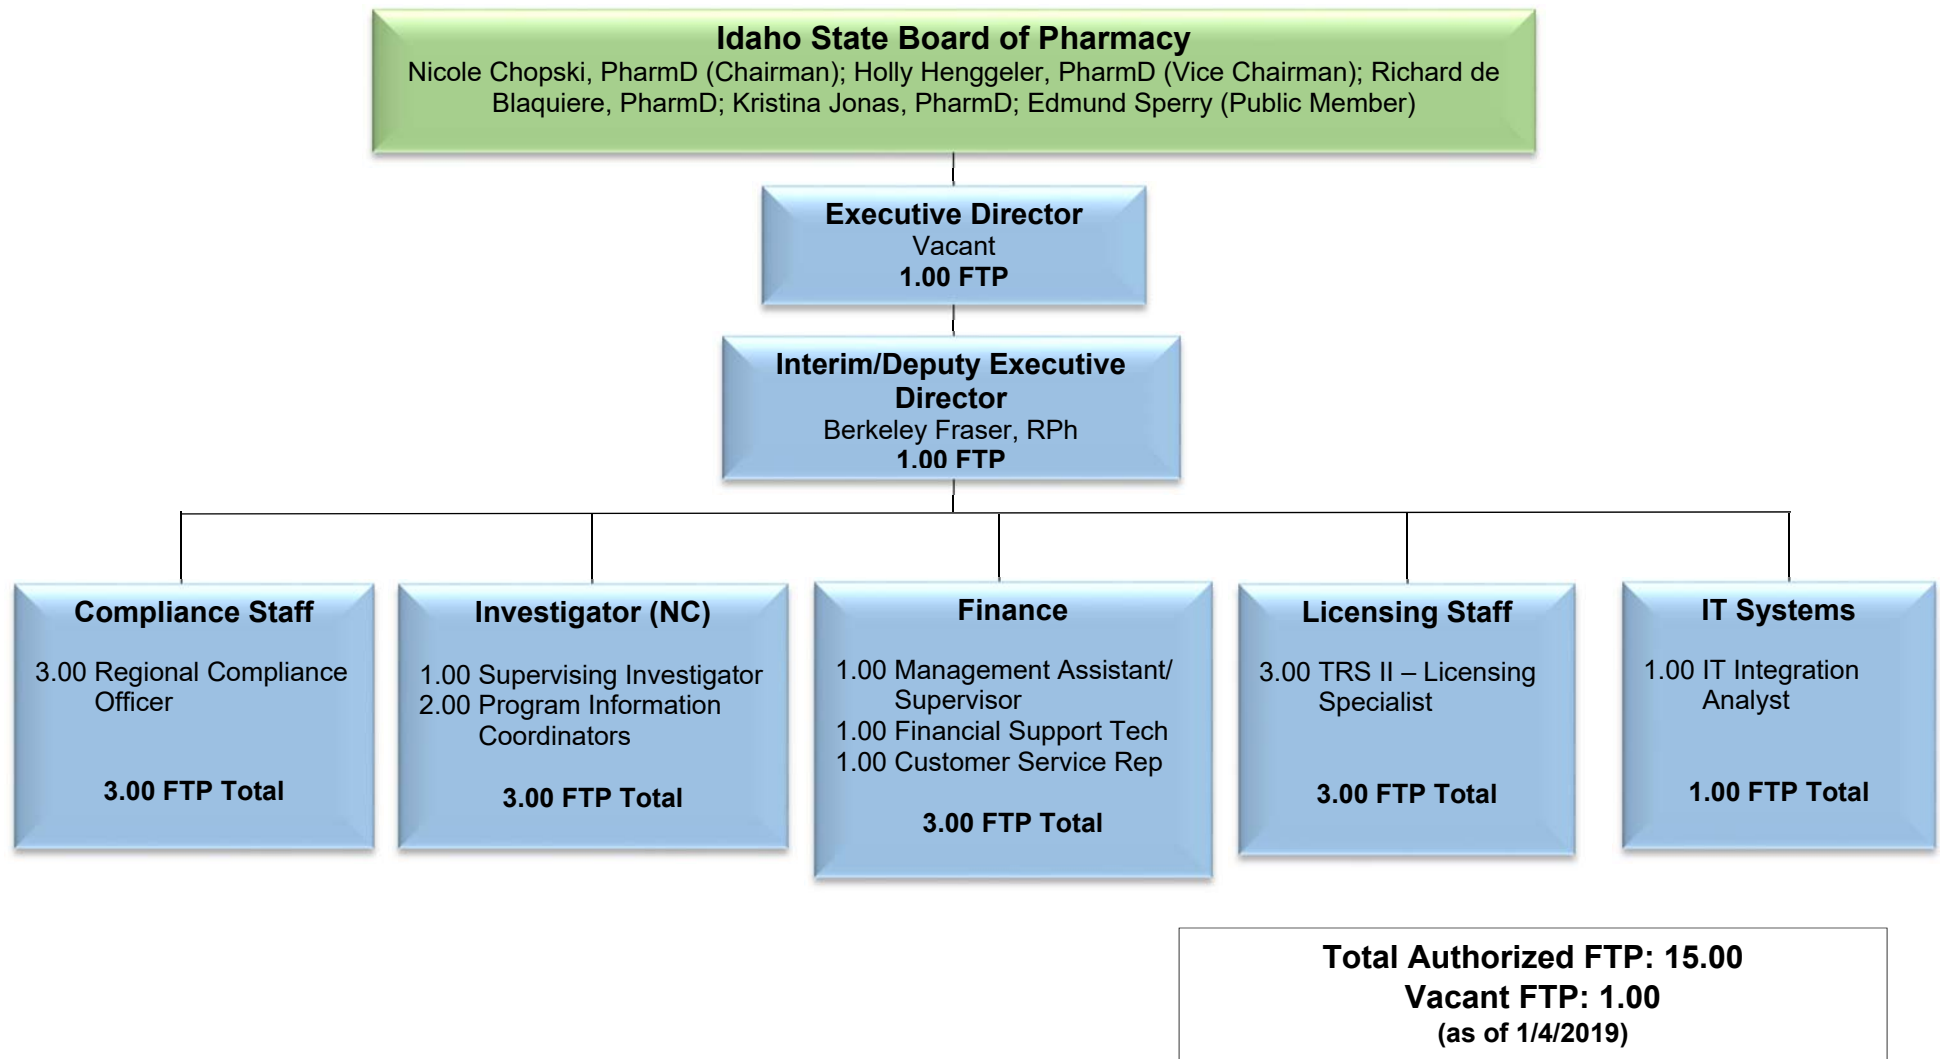 Idaho State Board of Pharmacy
Nicole Chopski, PharmD (Chairman); Holly Henggeler, PharmD (Vice Chairman); Richard de
Blaquiere, PharmD; Kristina Jonas, PharmD; Edmund Sperry (Public Member)
Executive Director
Vacant
1.00 FTP
Interim/Deputy Executive
Director
Berkeley Fraser, RPh
1.00 FTP
Compliance Staff
3.00 Regional Compliance
Officer
3.00 FTP Total
Investigator (NC)
1.00 Supervising Investigator
2.00 Program Information
Coordinators
3.00 FTP Total
Finance
1.00 Management Assistant/
Supervisor
1.00 Financial Support Tech
1.00 Customer Service Rep
3.00 FTP Total
Licensing Staff
3.00 TRS II – Licensing
Specialist
3.00 FTP Total
IT Systems
1.00 IT Integration
Analyst
1.00 FTP Total
Total Authorized FTP: 15.00
Vacant FTP: 1.00
(as of 1/4/2019)